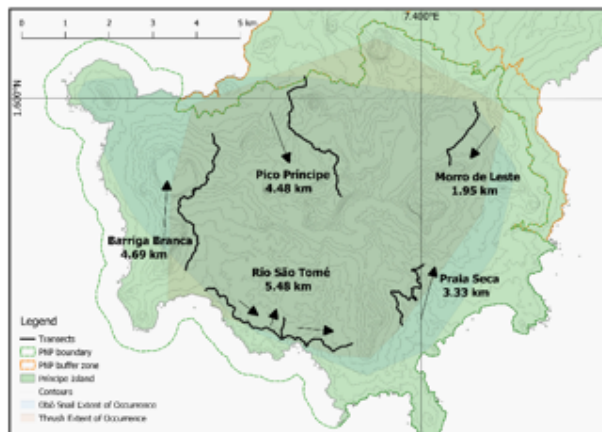 0 1 2 3 4 5 km
7.400°E
1.600°N
Pico Príncipe
4.48 km
Morro de Leste
1.95 km
Barriga Branca
4.69 km
Rio São Tomé
5.48 km
Praia Seca
3.33 km
Legend
Transects
PNP boundary
PNP buffer zone
Príncipe Island
Contours
Obô Snail Extent of Occurrence
Thrush Extent of Occurrence